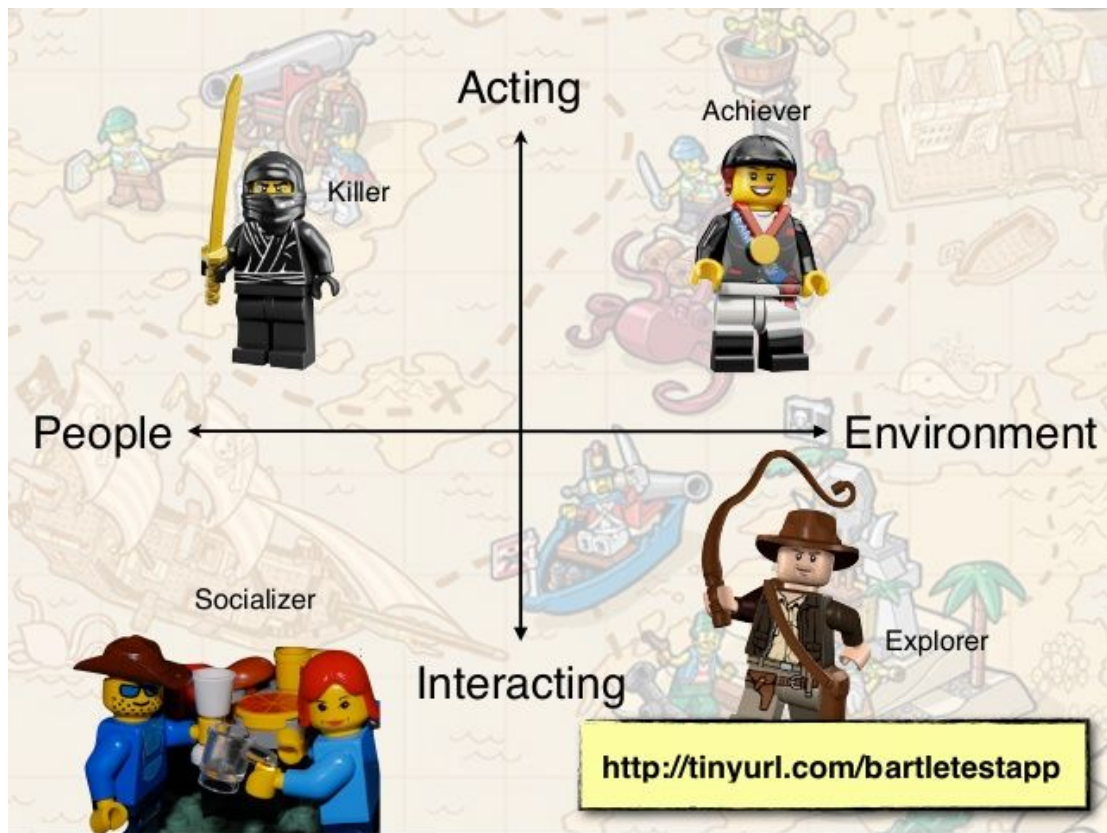 Acting
Achiever
Killer
People
Environment
Socializer
Explorer
Interacting
http://tinyurl.com/bartletestapp